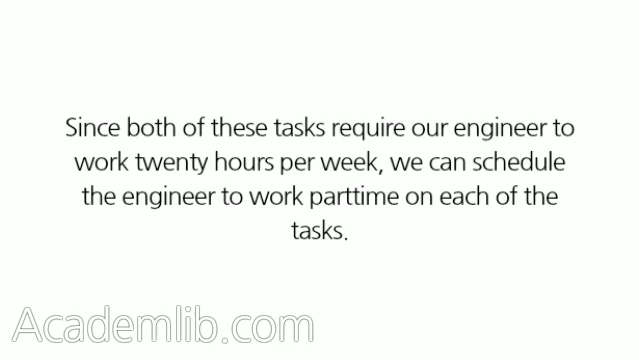 Since both of these tasks require our engineer to
work twenty hours per week, we can schedule
the engineer to work parttime on each of the
tasks.
Academlib.com